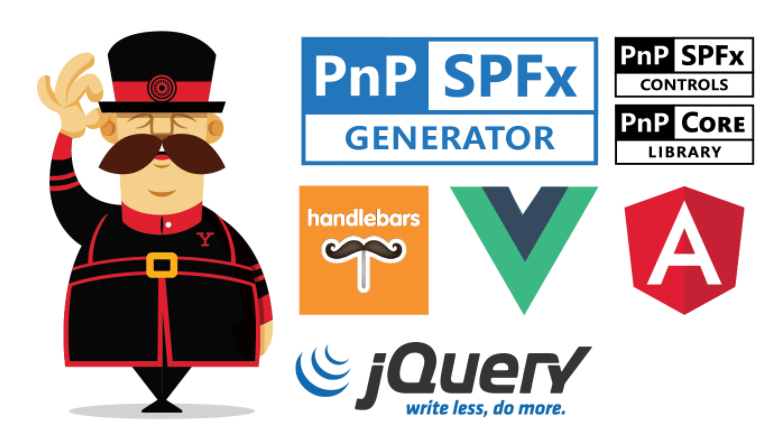 PnP SPFx
GENERATOR
PnP SPFx
CONTROLS
PnP CORE
LIBRARY
Y
handlebars
A
jQuery
write less, do more.